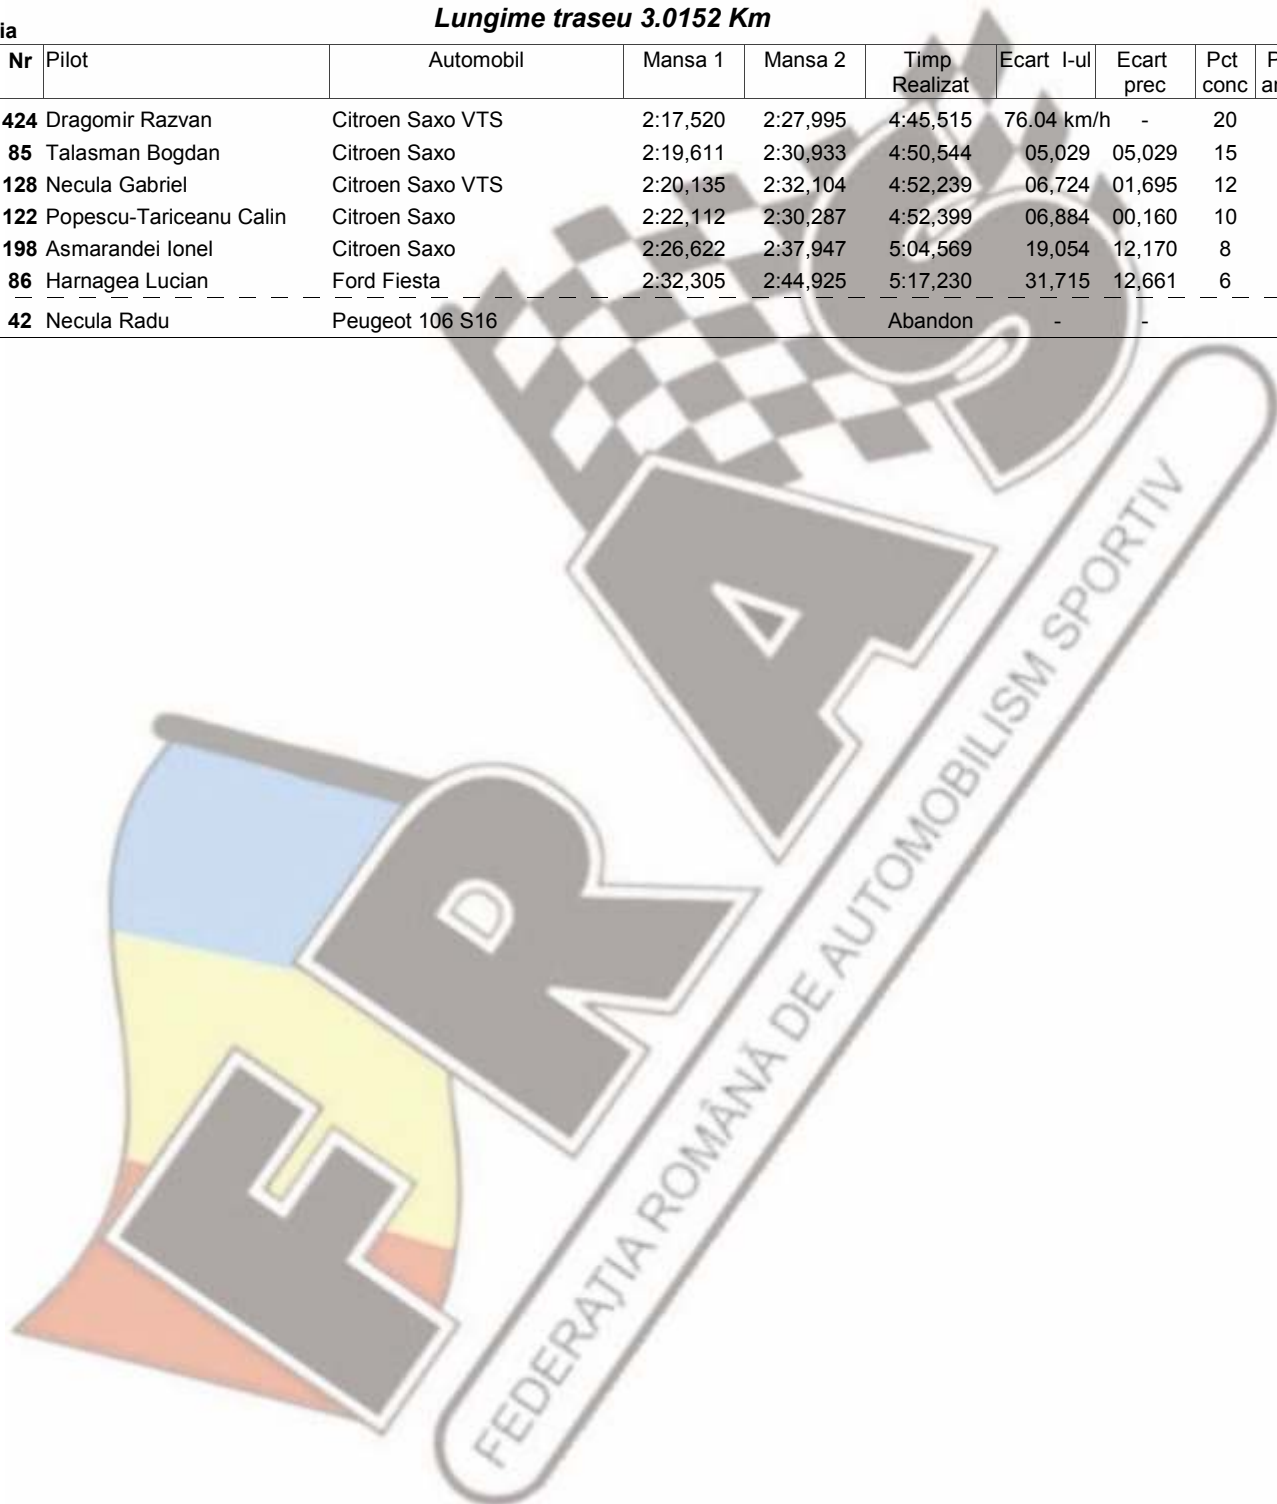 Lungime traseu 3.0152 Km
ia
Nr Pilot Automobil Mansa 1 Mansa 2 Timp Realizat Ecart I-ul Ecart prec Pct conc
424 Dragomir Razvan Citroen Saxo VTS 2:17,520 2:27,995 4:45,515 76.04 km/h - 20
85 Talasman Bogdan Citroen Saxo 2:19,611 2:30,933 4:50,544 05,029 05,029 15
128 Necula Gabriel Citroen Saxo VTS 2:20,135 2:32,104 4:52,239 06,724 01,695 12
122 Popescu-Tariceanu Calin Citroen Saxo 2:22,112 2:30,287 4:52,399 06,884 00,160 10
198 Asmarandei Ionel Citroen Saxo 2:26,622 2:37,947 5:04,569 19,054 12,170 8
86 Harnagea Lucian Ford Fiesta 2:32,305 2:44,925 5:17,230 31,715 12,661 6
42 Necula Radu Peugeot 106 S16 Abandon - -
FRAS
FEDERAŢIA ROMÂNĂ DE AUTOMOBILISM SPORTIV